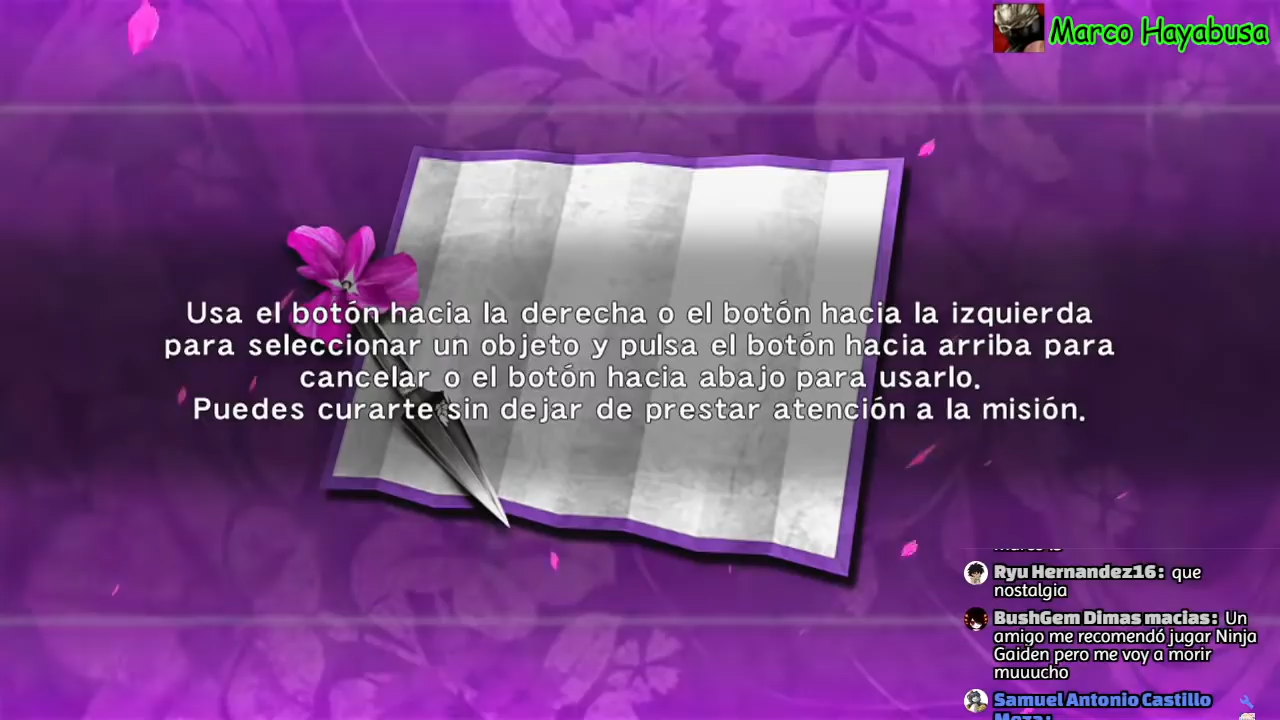 Marco Hayabusa
Usa el botón hacia la derecha o el botón hacia la izquierda
para seleccionar un objeto y pulsa el botón hacia arriba para
cancelar o el botón hacia abajo para usarlo.
Puedes curarte sin dejar de prestar atención a la misión.
Ryu Hernandez16: que
nostalgia
BushGem Dimas macias: Un
amigo me recomendó jugar Ninja
Gaiden pero me voy a morir
muuucho
Samuel Antonio Castillo